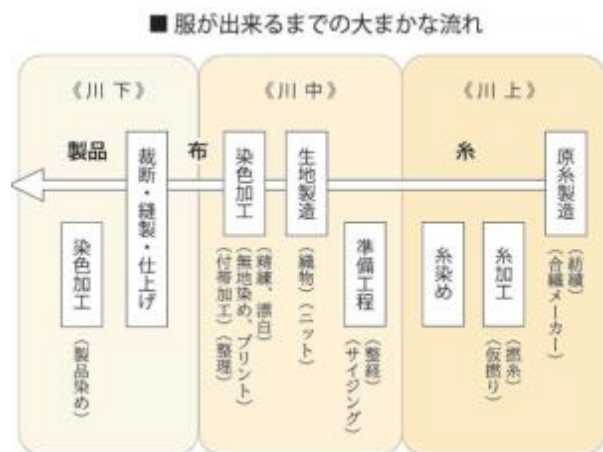 ■ 服が出来るまでの大まかな流れ
《川上》
糸
原糸製造
(紡績)
(合繊メーカー)
糸加工
(撚糸)
(仮撚り)
糸染め
《川中》
布
準備工程
(整経)
(サイジング)
生地製造
(織物)(ニット)
染色加工
(精練、漂白)
(無地染め、プリント)
(付帯加工)(整理)
《川下》
製品
裁断・縫製・仕上げ
染色加工
(製品染め)